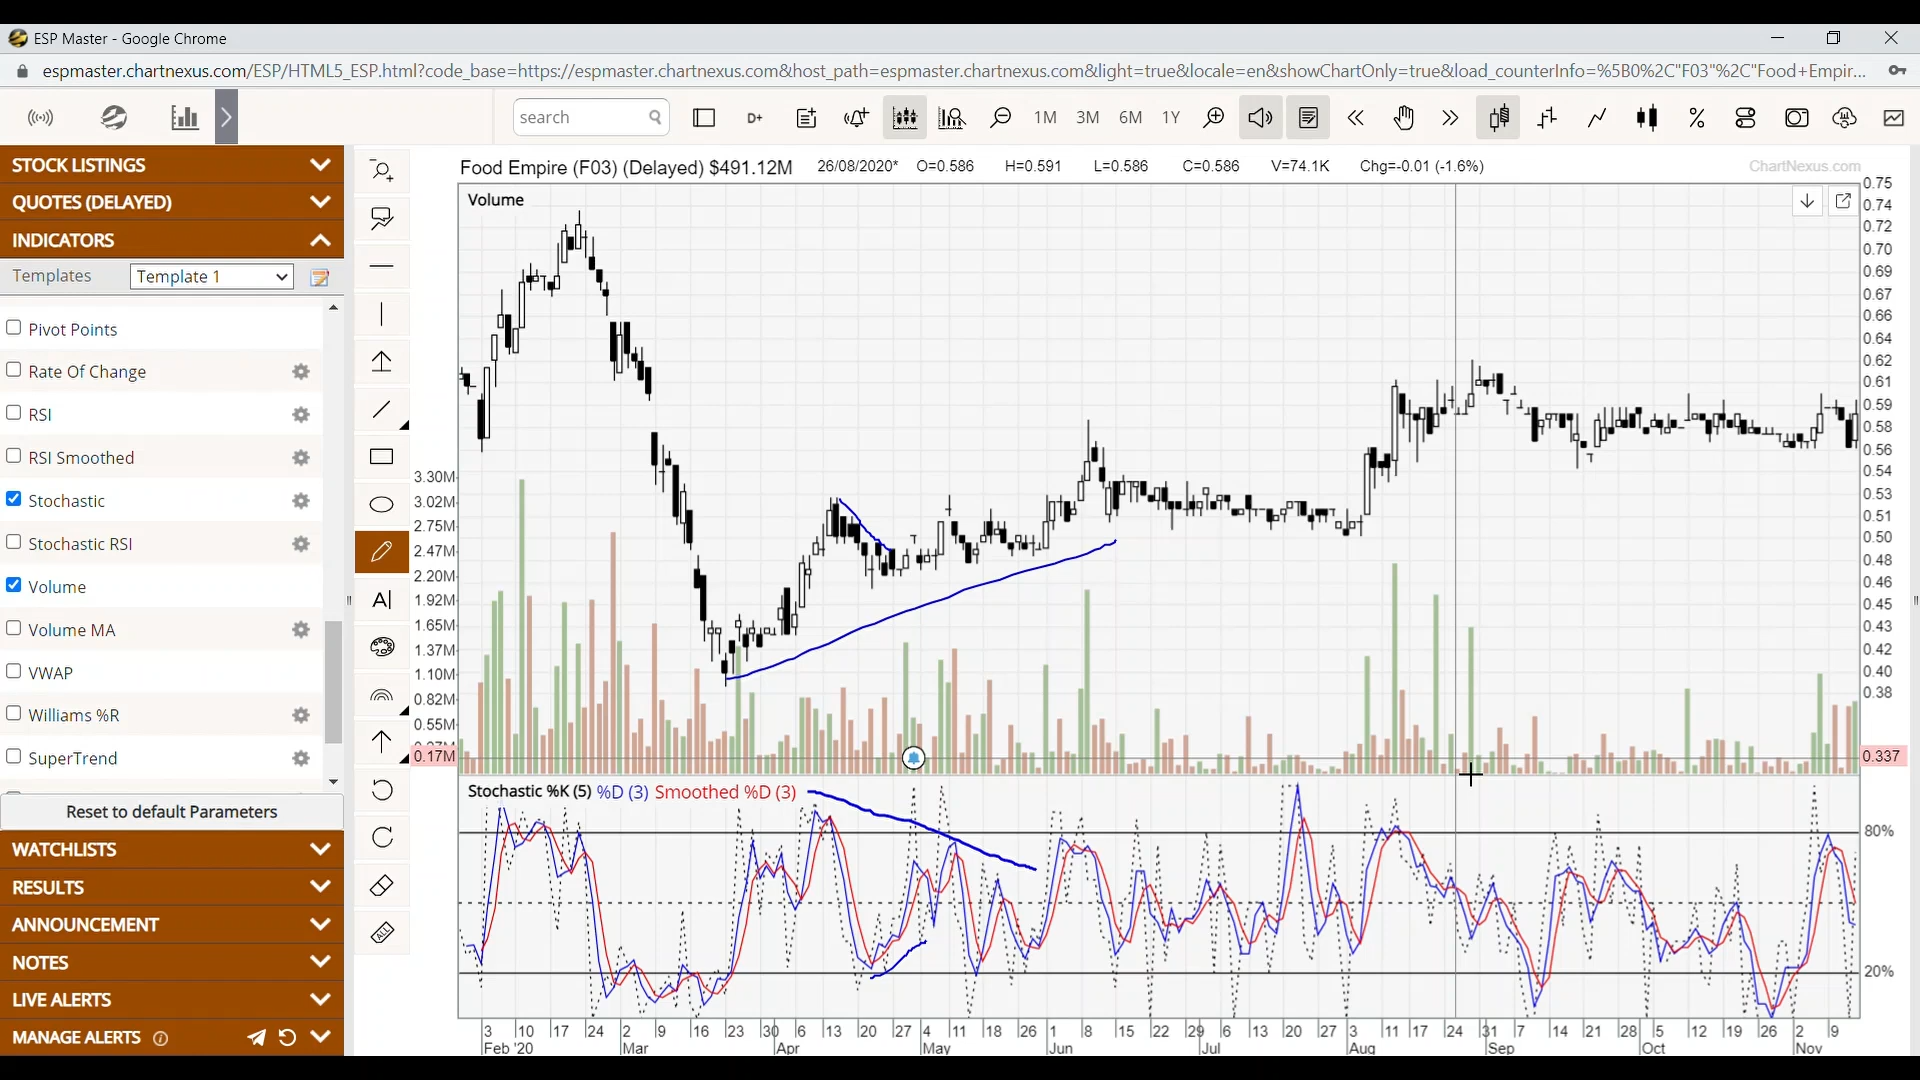 ESP Master - Google Chrome
espmaster.chartnexus.com/ESP/HTML5_ESP.html?code_base=https://espmaster.chartnexus.com&host_path=espmaster.chartnexus.com&light=true&locale=en&showChartOnly=true&load_counterInfo=%5B0%2C"F03"%2C"Food+Empir...
search
D+
1M 3M 6M 1Y
%
STOCK LISTINGS
QUOTES (DELAYED)
INDICATORS
Templates Template 1
Pivot Points
Rate Of Change
RSI
RSI Smoothed
Stochastic
Stochastic RSI
Volume
Volume MA
VWAP
Williams %R
SuperTrend
Reset to default Parameters
WATCHLISTS
RESULTS
ANNOUNCEMENT
NOTES
LIVE ALERTS
MANAGE ALERTS
A|
ALL
Food Empire (F03) (Delayed) $491.12M 26/08/2020* O=0.586 H=0.591 L=0.586 C=0.586 V=74.1K Chg=-0.01 (-1.6%)
ChartNexus.com
Volume
0.75
0.74
0.72
0.70
0.69
0.67
0.66
0.64
0.62
0.61
0.59
0.58
0.56
0.54
0.53
0.51
0.50
0.48
0.46
0.45
0.43
0.42
0.40
0.38
0.337
3.30M
3.02M
2.75M
2.47M
2.20M
1.92M
1.65M
1.37M
1.10M
0.82M
0.55M
0.17M
Stochastic %K (5) %D (3) Smoothed %D (3)
80%
20%
3 10 17 24 2 9 16 23 30 6 13 20 27 4 11 18 26 1 8 15 22 29 6 13 20 27 3 11 17 24 31 7 14 21 28 5 12 19 26 2 9
Feb '20 Mar Apr May Jun Jul Aug Sep Oct Nov